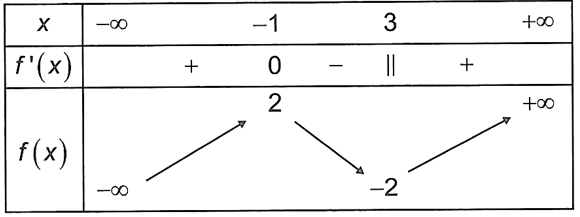 x −∞ −1 3 +∞
f'(x) + 0 − || +
2 +∞
f(x)
−∞ −2